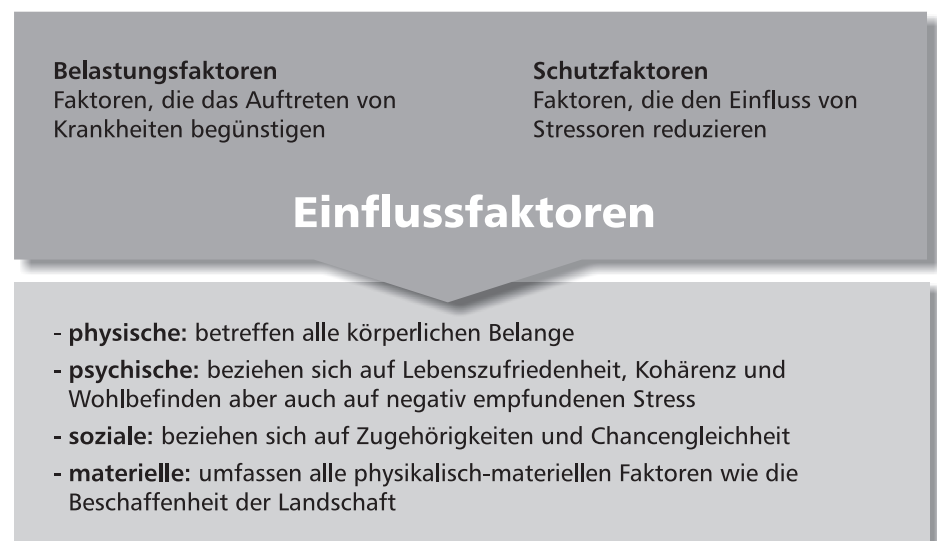 Belastungsfaktoren
Faktoren, die das Auftreten von
Krankheiten begünstigen
Schutzfaktoren
Faktoren, die den Einfluss von
Stressoren reduzieren
Einflussfaktoren
- physische: betreffen alle körperlichen Belange
- psychische: beziehen sich auf Lebenszufriedenheit, Kohärenz und
Wohlbefinden aber auch auf negativ empfundenen Stress
- soziale: beziehen sich auf Zugehörigkeiten und Chancengleichheit
- materielle: umfassen alle physikalisch-materiellen Faktoren wie die
Beschaffenheit der Landschaft